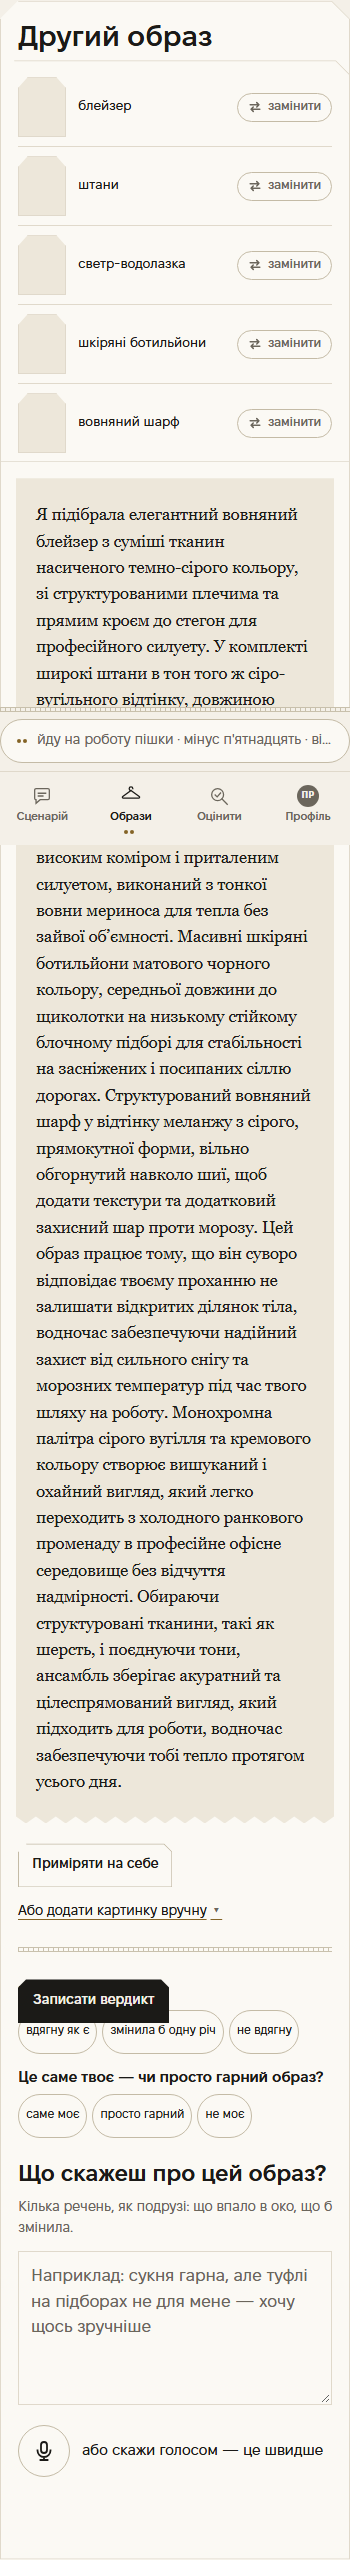 Другий образ
блейзер
замінити
штани
замінити
светр-водолазка
замінити
шкіряні ботильйони
замінити
вовняний шарф
замінити
Я підібрала елегантний вовняний
блейзер з суміші тканин
насиченого темно-сірого кольору,
зі структурованими плечима та
прямим кроєм до стегон для
професійного силуету. У комплекті
широкі штани в тон того ж сіро-
вугільного відтінку, довжиною
йду на роботу пішки · мінус п'ятнадцять · ві...
Сценарій
Образи
Оцінити
ПР
Профіль
високим коміром і приталеним
силуетом, виконаний з тонкої
вовни мериноса для тепла без
зайвої об’ємності. Масивні шкіряні
ботильйони матового чорного
кольору, середньої довжини до
щиколотки на низькому стійкому
блочному підборі для стабільності
на засніжених і посипаних сіллю
дорогах. Структурований вовняний
шарф у відтінку меланжу з сірого,
прямокутної форми, вільно
обгорнутий навколо шиї, щоб
додати текстури та додатковий
захисний шар проти морозу. Цей
образ працює тому, що він суворо
відповідає твоєму проханню не
залишати відкритих ділянок тіла,
водночас забезпечуючи надійний
захист від сильного снігу та
морозних температур під час твого
шляху на роботу. Монохромна
палітра сірого вугілля та кремового
кольору створює вишуканий і
охайний вигляд, який легко
переходить з холодного ранкового
променаду в професійне офісне
середовище без відчуття
надмірності. Обираючи
структуровані тканини, такі як
шерсть, і поєднуючи тони,
ансамбль зберігає акуратний та
цілеспрямований вигляд, який
підходить для роботи, водночас
забезпечуючи тобі тепло протягом
усього дня.
Приміряти на себе
Або додати картинку вручну
Записати вердикт
вдягну як є
змінила б одну річ
не вдягну
Це саме твоє — чи просто гарний образ?
саме моє
просто гарний
не моє
Що скажеш про цей образ?
Кілька речень, як подрузі: що впало в око, що б
змінила.
Наприклад: сукня гарна, але туфлі
на підборах не для мене — хочу
щось зручніше
або скажи голосом — це швидше